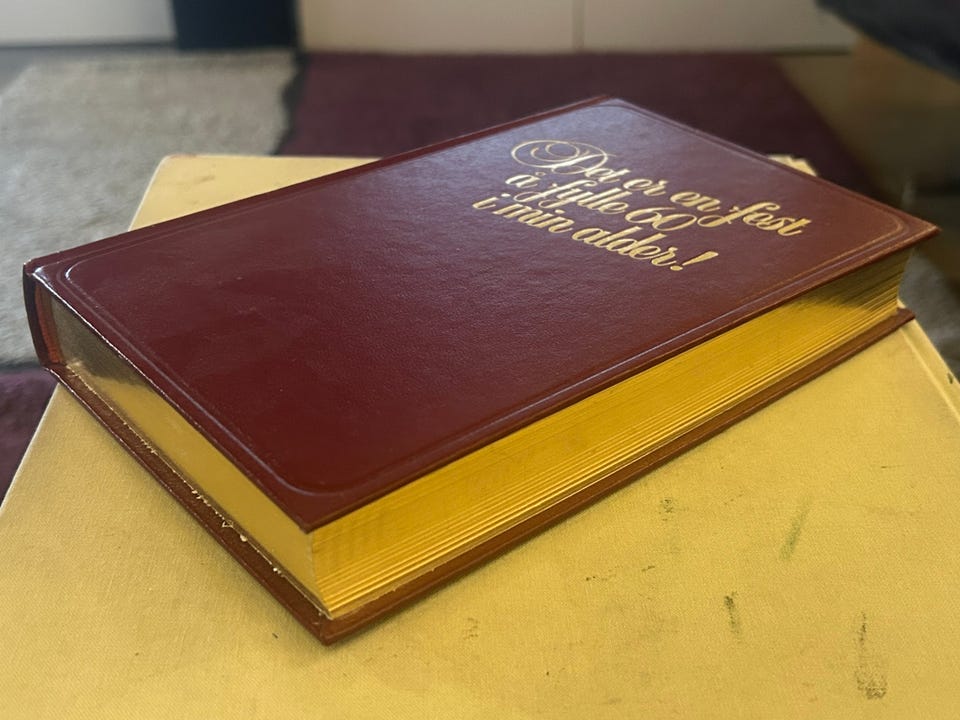 Det er en fest
å fylle 60
i min alder!